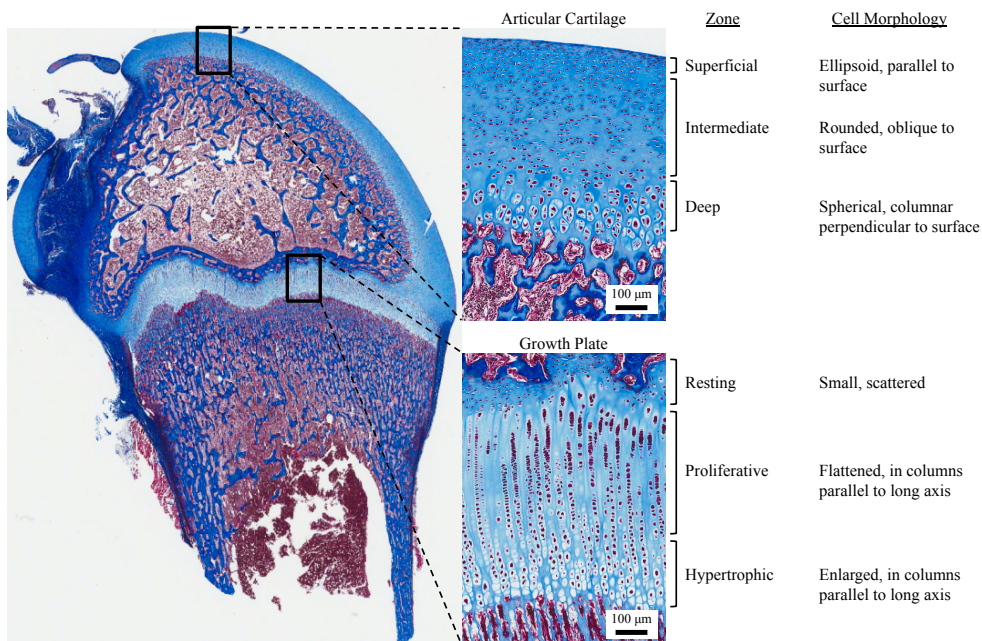 Articular Cartilage
Zone
Cell Morphology
Superficial
Ellipsoid, parallel to
surface
Intermediate
Rounded, oblique to
surface
Deep
Spherical, columnar
perpendicular to surface
100 μm
Growth Plate
Resting
Small, scattered
Proliferative
Flattened, in columns
parallel to long axis
Hypertrophic
Enlarged, in columns
parallel to long axis
100 μm